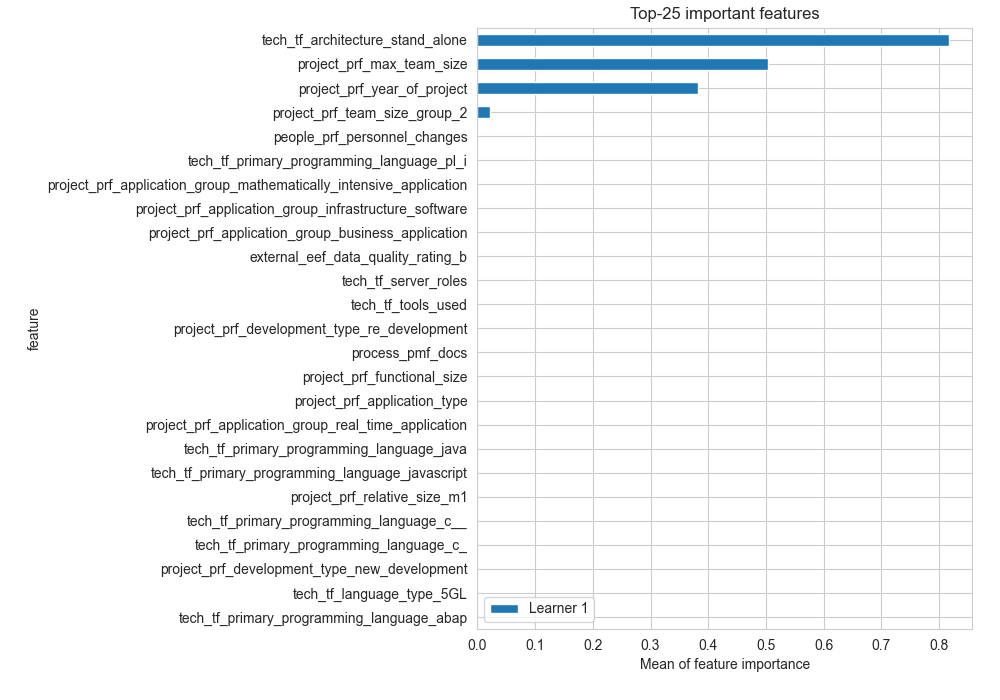 Top-25 important features
tech_tf_architecture_stand_alone
project_prf_max_team_size
project_prf_year_of_project
project_prf_team_size_group_2
people_prf_personnel_changes
tech_tf_primary_programming_language_pl_i
project_prf_application_group_mathematically_intensive_application
project_prf_application_group_infrastructure_software
project_prf_application_group_business_application
external_eef_data_quality_rating_b
tech_tf_server_roles
tech_tf_tools_used
project_prf_development_type_re_development
process_pmf_docs
project_prf_functional_size
project_prf_application_type
project_prf_application_group_real_time_application
tech_tf_primary_programming_language_java
tech_tf_primary_programming_language_javascript
project_prf_relative_size_m1
tech_tf_primary_programming_language_c__
tech_tf_primary_programming_language_c_
project_prf_development_type_new_development
tech_tf_language_type_5GL
tech_tf_primary_programming_language_abap
feature
Learner 1
0.0 0.1 0.2 0.3 0.4 0.5 0.6 0.7 0.8
Mean of feature importance